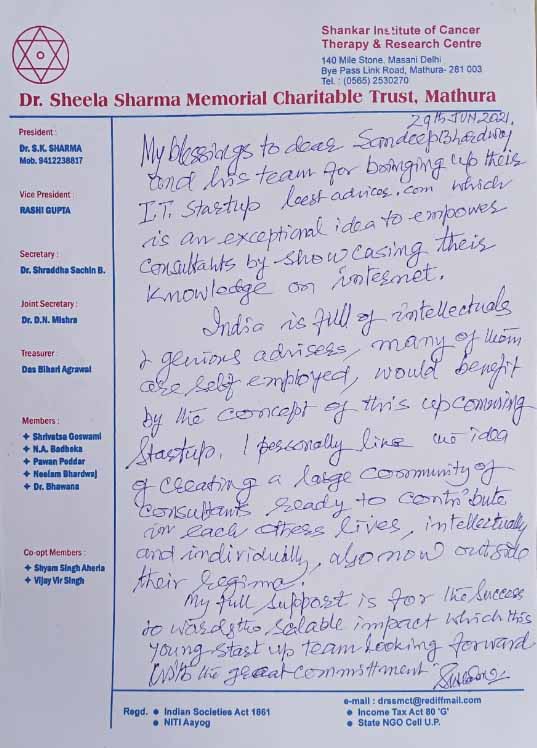 Shankar Institute of Cancer
Therapy & Research Centre
140 Mile Stone, Masani Delhi
Bye Pass Link Road, Mathura- 281 003
Tel. : (0565) 2530270
Dr. Sheela Sharma Memorial Charitable Trust, Mathura
President :
Dr. S.K. SHARMA
Mob. 9412238817
Vice President :
RASHI GUPTA
Secretary :
Dr. Shraddha Sachin B.
Joint Secretary :
Dr. D.N. Mishra
Treasurer
Das Bihari Agrawal
Members :
+ Shrivatsa Goswami
+ N.A. Badheka
+ Pawan Poddar
+ Neelam Bhardwaj
+ Dr. Bhawana
Co-opt Members :
+ Shyam Singh Aheria
+ Vijay Vir Singh
JUN 2021.
My blessings to dear Sandeep Bhardwaj
and his team for bringing up their
I.T. Startup bestadvices.com which
is an exceptional idea to empower
Consultants by showcasing their
knowledge on internet.
India is full of intellectuals
& genious advisers, many of them
are self employed, would benefit
by the concept of this upcomming
Startup. I personally like the idea
of creating a large community of
Consultants ready to contribute
in each others lives, intellectually
and individually, also now outside
their regime.
My full support is for the success
towards the scalable impact which this
young start up team looking forward
with the great committment
Regd. • Indian Societies Act 1861
• NITI Aayog
e-mail : drssmct@rediffmail.com
• Income Tax Act 80 'G'
• State NGO Cell U.P.